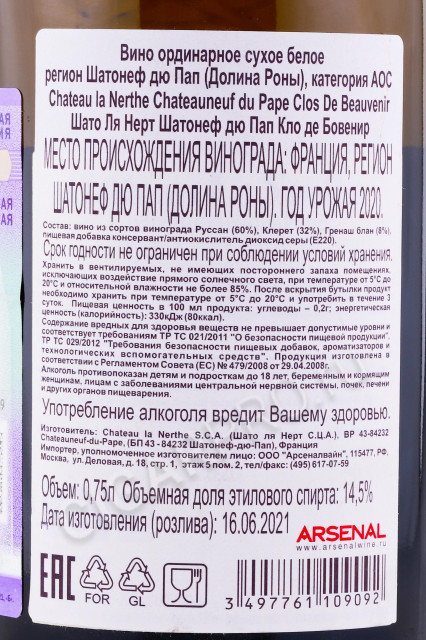 Вино ординарное сухое белое
регион Шатонеф дю Пап (Долина Роны), категория АОС
Chateau la Nerthe Chateauneuf du Pape Clos De Beauvenir
Шато Ля Нерт Шатонеф дю Пап Кло де Бовенир
МЕСТО ПРОИСХОЖДЕНИЯ ВИНОГРАДА: ФРАНЦИЯ, РЕГИОН
ШАТОНЕФ ДЮ ПАП (ДОЛИНА РОНЫ). ГОД УРОЖАЯ 2020.
Состав: вино из сортов винограда Руссан (60%), Клерет (32%), Гренаш блан (8%),
пищевая добавка консервант/антиокислитель диоксид серы (Е220).
Срок годности не ограничен при соблюдении условий хранения.
Хранить в вентилируемых, не имеющих постороннего запаха помещениях,
исключающих воздействие прямого солнечного света, при температуре от 5°С до
20°С и относительной влажности не более 85%. После вскрытия бутылки продукт
необходимо хранить при температуре от 5°С до 20°С и употребить в течение 3
суток. Пищевая ценность в 100 мл продукта: углеводы – 0,2г; энергетическая
ценность (калорийность): 330кДж (80ккал).
Содержание вредных для здоровья веществ не превышает допустимые уровни и
соответствует требованиям ТР ТС 021/2011 "О безопасности пищевой продукции",
ТР ТС 029/2012 "Требования безопасности пищевых добавок, ароматизаторов и
технологических вспомогательных средств". Продукция изготовлена в
соответствии с Регламентом Совета (ЕС) № 479/2008 от 29.04.2008г.
Алкоголь противопоказан детям и подросткам до 18 лет, беременным и кормящим
женщинам, лицам с заболеваниями центральной нервной системы, почек, печени
и других органов пищеварения.
Употребление алкоголя вредит Вашему здоровью.
Изготовитель: Chateau la Nerthe S.C.A. (Шато ля Нерт С.Ц.А.), BP 43-84232
Chateauneuf-du-Pape, (БП 43 - 84232 Шатонеф-дю-Пап), Франция
Импортер, уполномоченное изготовителем лицо: ООО "Арсеналвайн", 115477, РФ,
Москва, ул.Деловая, д.18, стр. 1, этаж 5 пом. 2, тел/факс: (495) 617-07-59
Объем: 0,75л Объемная доля этилового спирта: 14,5%
Дата изготовления (розлива): 16.06.2021
ARSENAL
www.arsenalwine.ru
EAC FOR GL
3 497761 109092